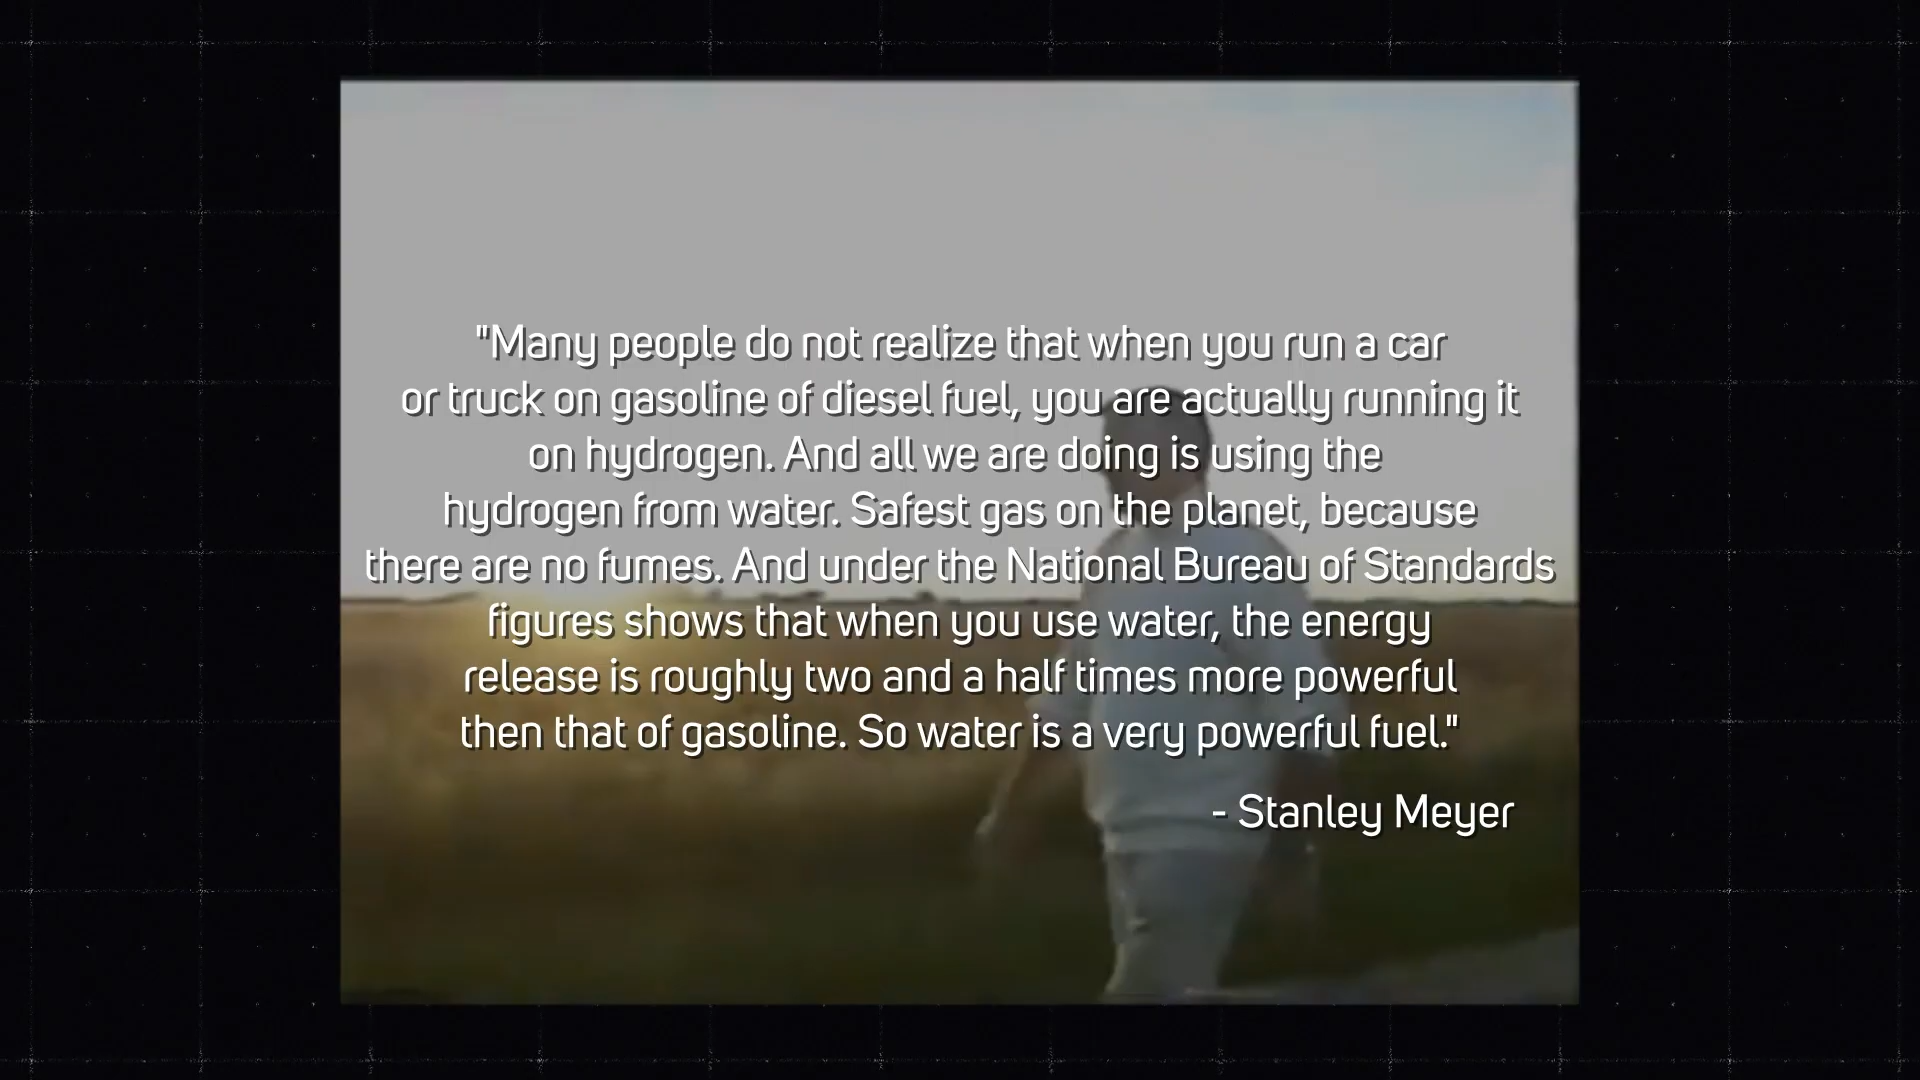 "Many people do not realize that when you run a car
or truck on gasoline of diesel fuel, you are actually running it
on hydrogen. And all we are doing is using the
hydrogen from water. Safest gas on the planet, because
there are no fumes. And under the National Bureau of Standards
figures shows that when you use water, the energy
release is roughly two and a half times more powerful
then that of gasoline. So water is a very powerful fuel."
- Stanley Meyer